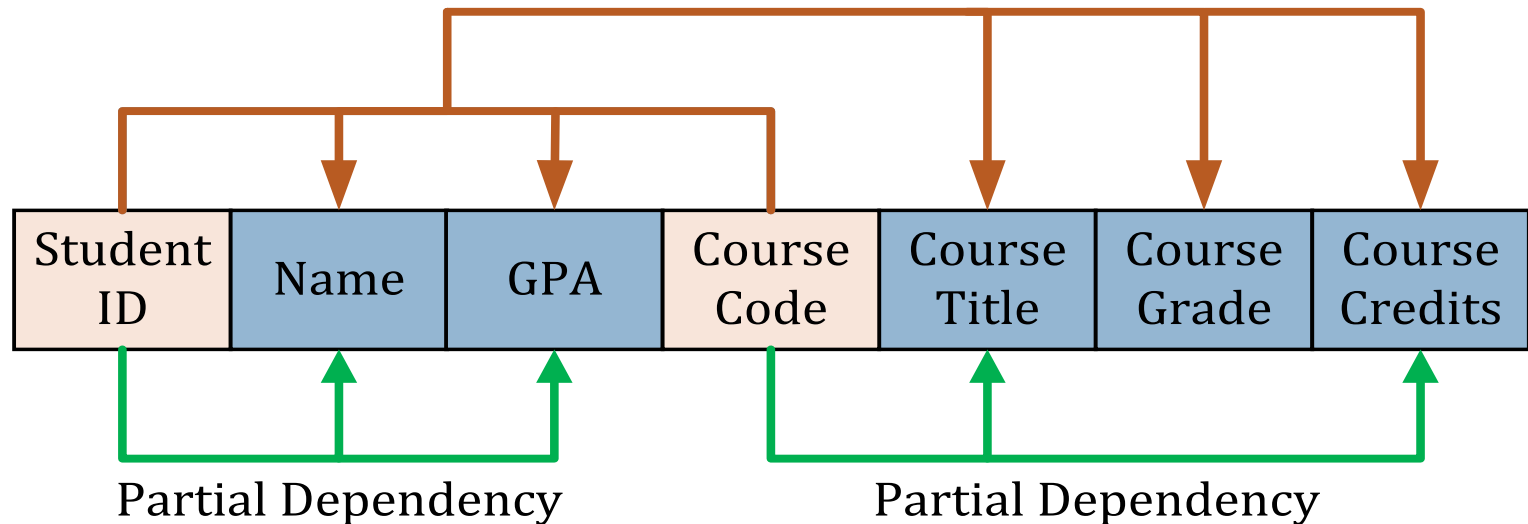 Student
ID
Name
GPA
Course
Code
Course
Title
Course
Grade
Course
Credits
Partial Dependency
Partial Dependency